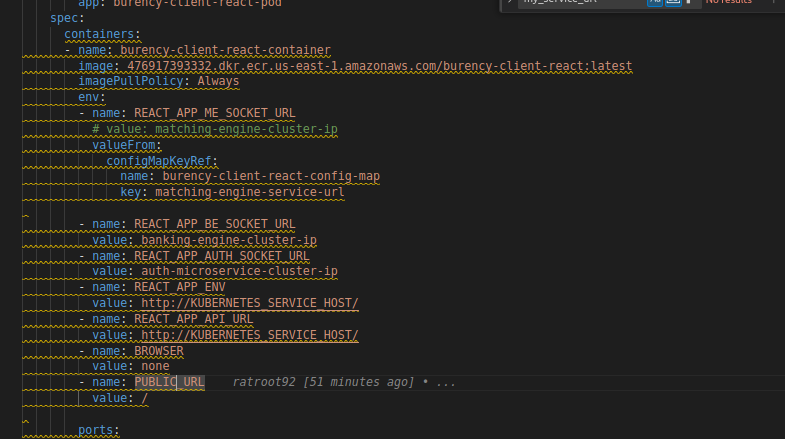 app: burency-client-react-pod
No results
spec:
containers:
- name: burency-client-react-container
image: 476917393332.dkr.ecr.us-east-1.amazonaws.com/burency-client-react:latest
imagePullPolicy: Always
env:
- name: REACT_APP_ME_SOCKET_URL
# value: matching-engine-cluster-ip
valueFrom:
configMapKeyRef:
name: burency-client-react-config-map
key: matching-engine-service-url
- name: REACT_APP_BE_SOCKET_URL
value: banking-engine-cluster-ip
- name: REACT_APP_AUTH_SOCKET_URL
value: auth-microservice-cluster-ip
- name: REACT_APP_ENV
value: http://KUBERNETES_SERVICE_HOST/
- name: REACT_APP_API_URL
value: http://KUBERNETES_SERVICE_HOST/
- name: BROWSER
value: none
- name: PUBLIC_URL ratroot92 [51 minutes ago] • ...
value: /
ports: